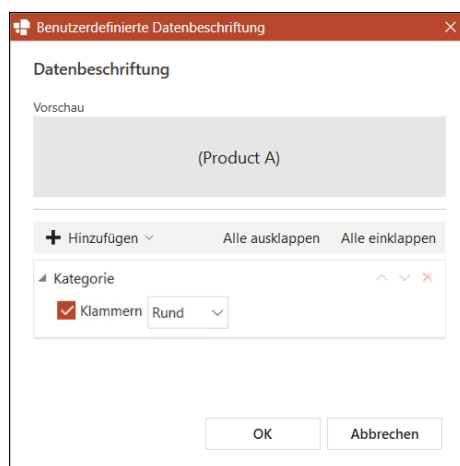 Benutzerdefinierte Datenbeschriftung
Datenbeschriftung
Vorschau
(Product A)
Hinzufügen Alle ausklappen Alle einklappen
Kategorie
Klammern Rund
OK Abbrechen